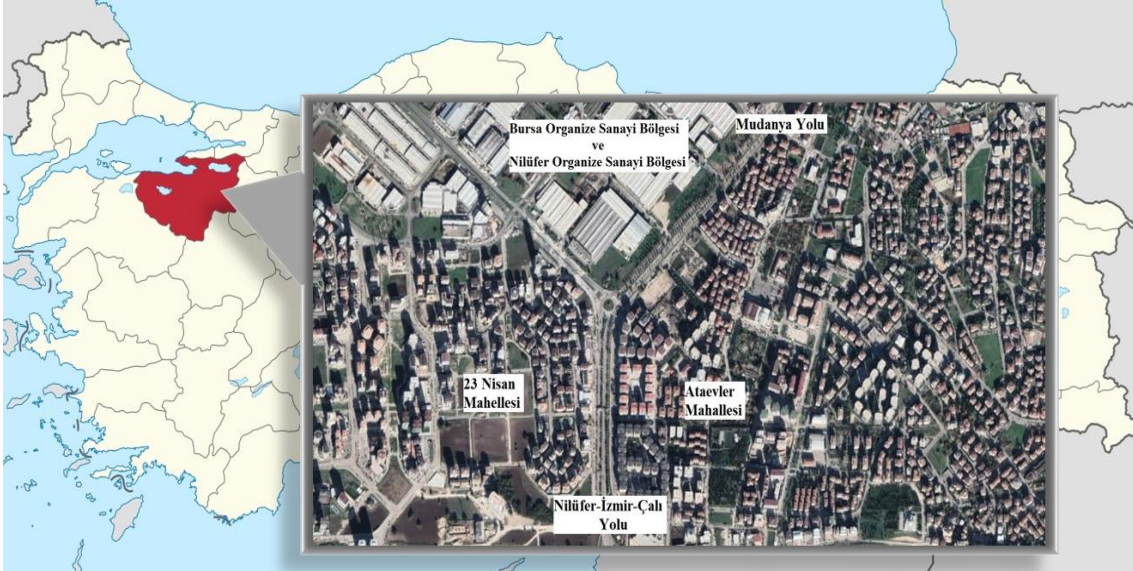 Bursa Organize Sanayi Bölgesi
ve
Nilüfer Organize Sanayi Bölgesi
Mudanya Yolu
23 Nisan
Mahellesi
Ataevler
Mahallesi
Nilüfer-İzmir-Çalı
Yolu